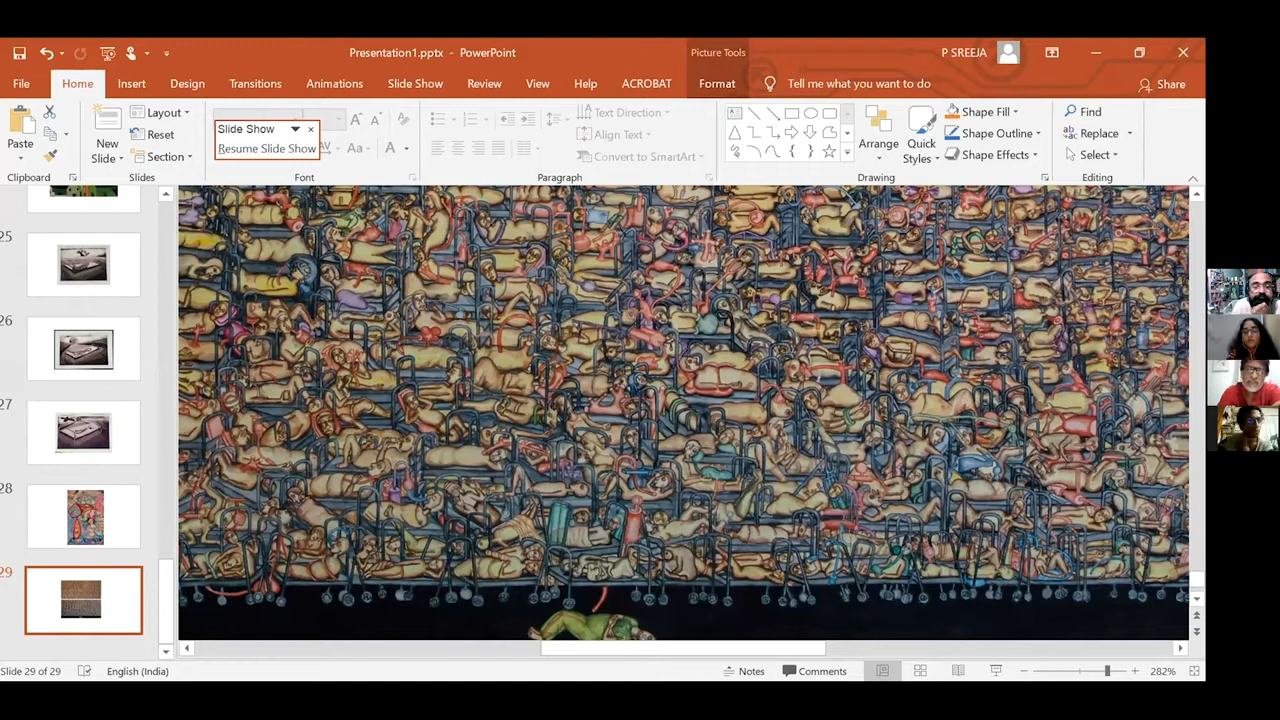 Presentation1.pptx - PowerPoint
Picture Tools
P SREEJA
File Home Insert Design Transitions Animations Slide Show Review View Help ACROBAT Format Tell me what you want to do Share
Paste
Clipboard
New Slide
Layout
Reset
Section
Slides
Slide Show
Resume Slide Show
AV Aa A
Font
Text Direction
Align Text
Convert to SmartArt
Paragraph
Arrange
Quick Styles
Shape Fill
Shape Outline
Shape Effects
Drawing
Find
Replace
Select
Editing
25
26
27
28
29
Slide 29 of 29 English (India) Notes Comments 282%